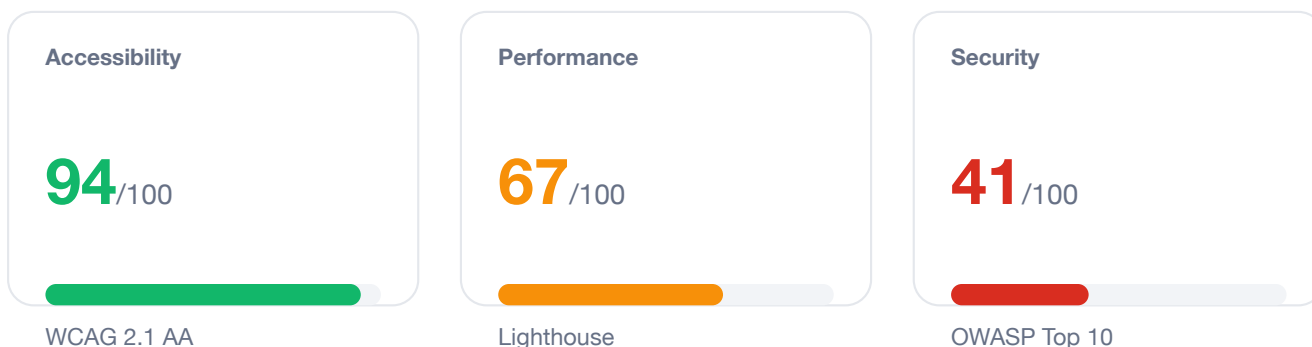 Accessibility
94/100
WCAG 2.1 AA
Performance
67/100
Lighthouse
Security
41/100
OWASP Top 10